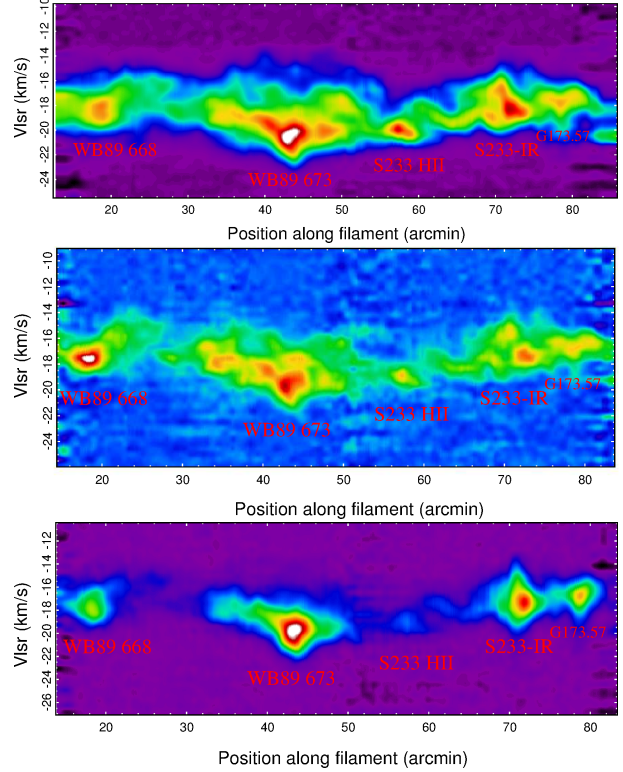 -10
-12
-14
-16
-18
-20
-22
-24
Vlsr (km/s)
WB89 668
WB89 673
S233 HII
S233-IR
G173.57
20 30 40 50 60 70 80
Position along filament (arcmin)
-10
-12
-14
-16
-18
-20
-22
-24
Vlsr (km/s)
WB89 668
WB89 673
S233 HII
S233-IR
G173.57
20 30 40 50 60 70 80
Position along filament (arcmin)
-12
-14
-16
-18
-20
-22
-24
-26
Vlsr (km/s)
WB89 668
WB89 673
S233 HII
S233-IR
G173.57
20 30 40 50 60 70 80
Position along filament (arcmin)